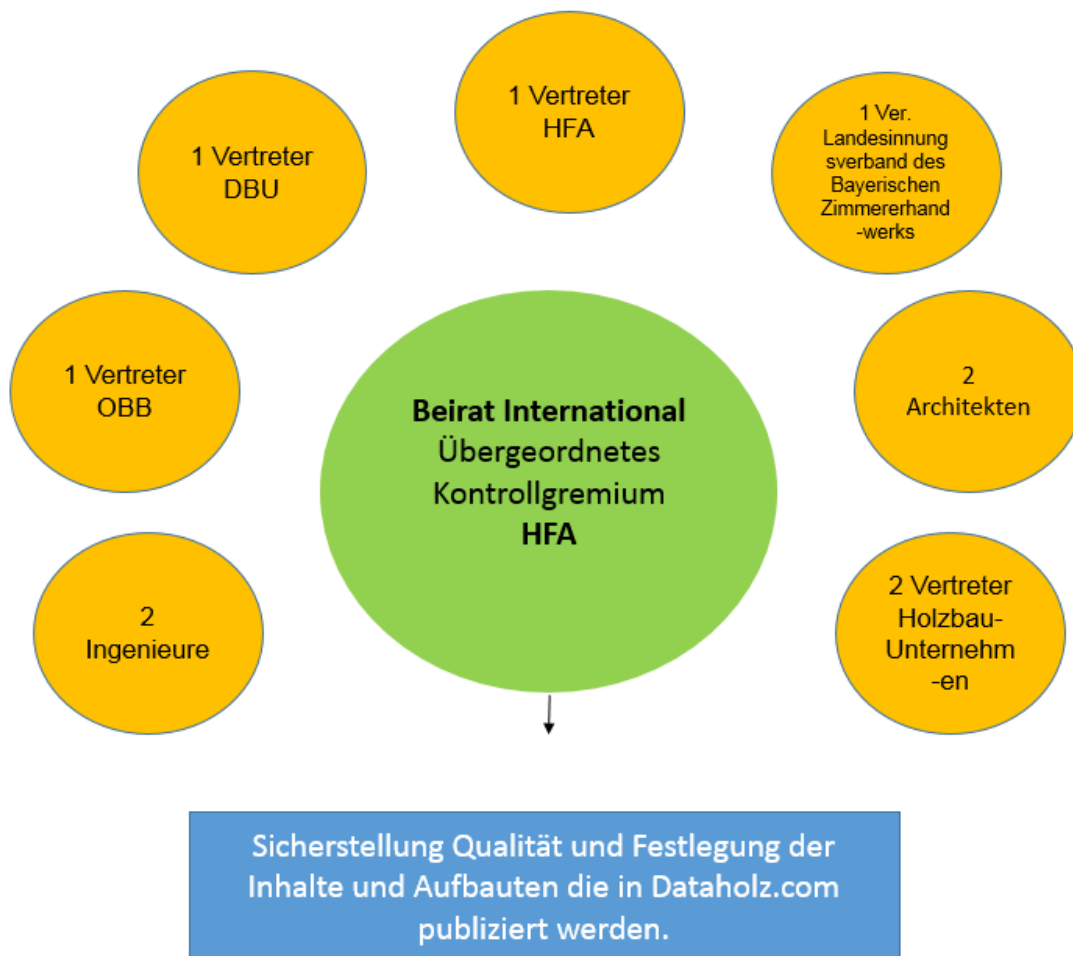 1 Vertreter
HFA
1 Vertreter
DBU
1 Ver.
Landesinnung
sverband des
Bayerischen
Zimmererhand
-werks
1 Vertreter
OBB
2
Architekten
Beirat International
Übergeordnetes
Kontrollgremium
HFA
2
Ingenieure
2 Vertreter
Holzbau-
Unternehm
-en
Sicherstellung Qualität und Festlegung der
Inhalte und Aufbauten die in Dataholz.com
publiziert werden.